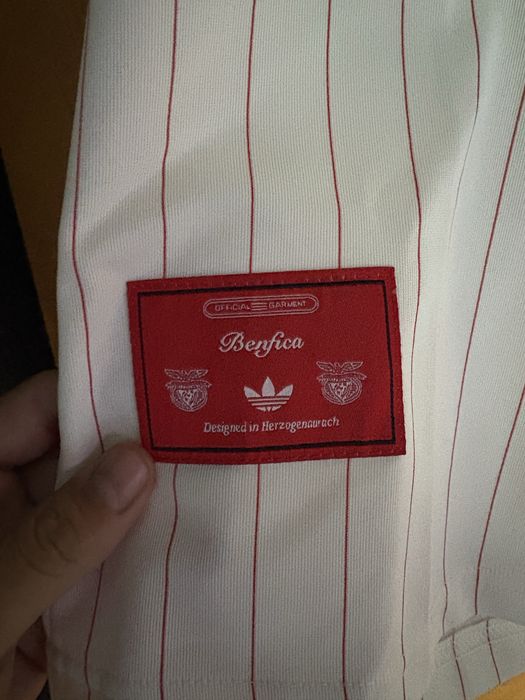 OFFICIAL GARMENT
Benfica
Designed in Herzogenaurach